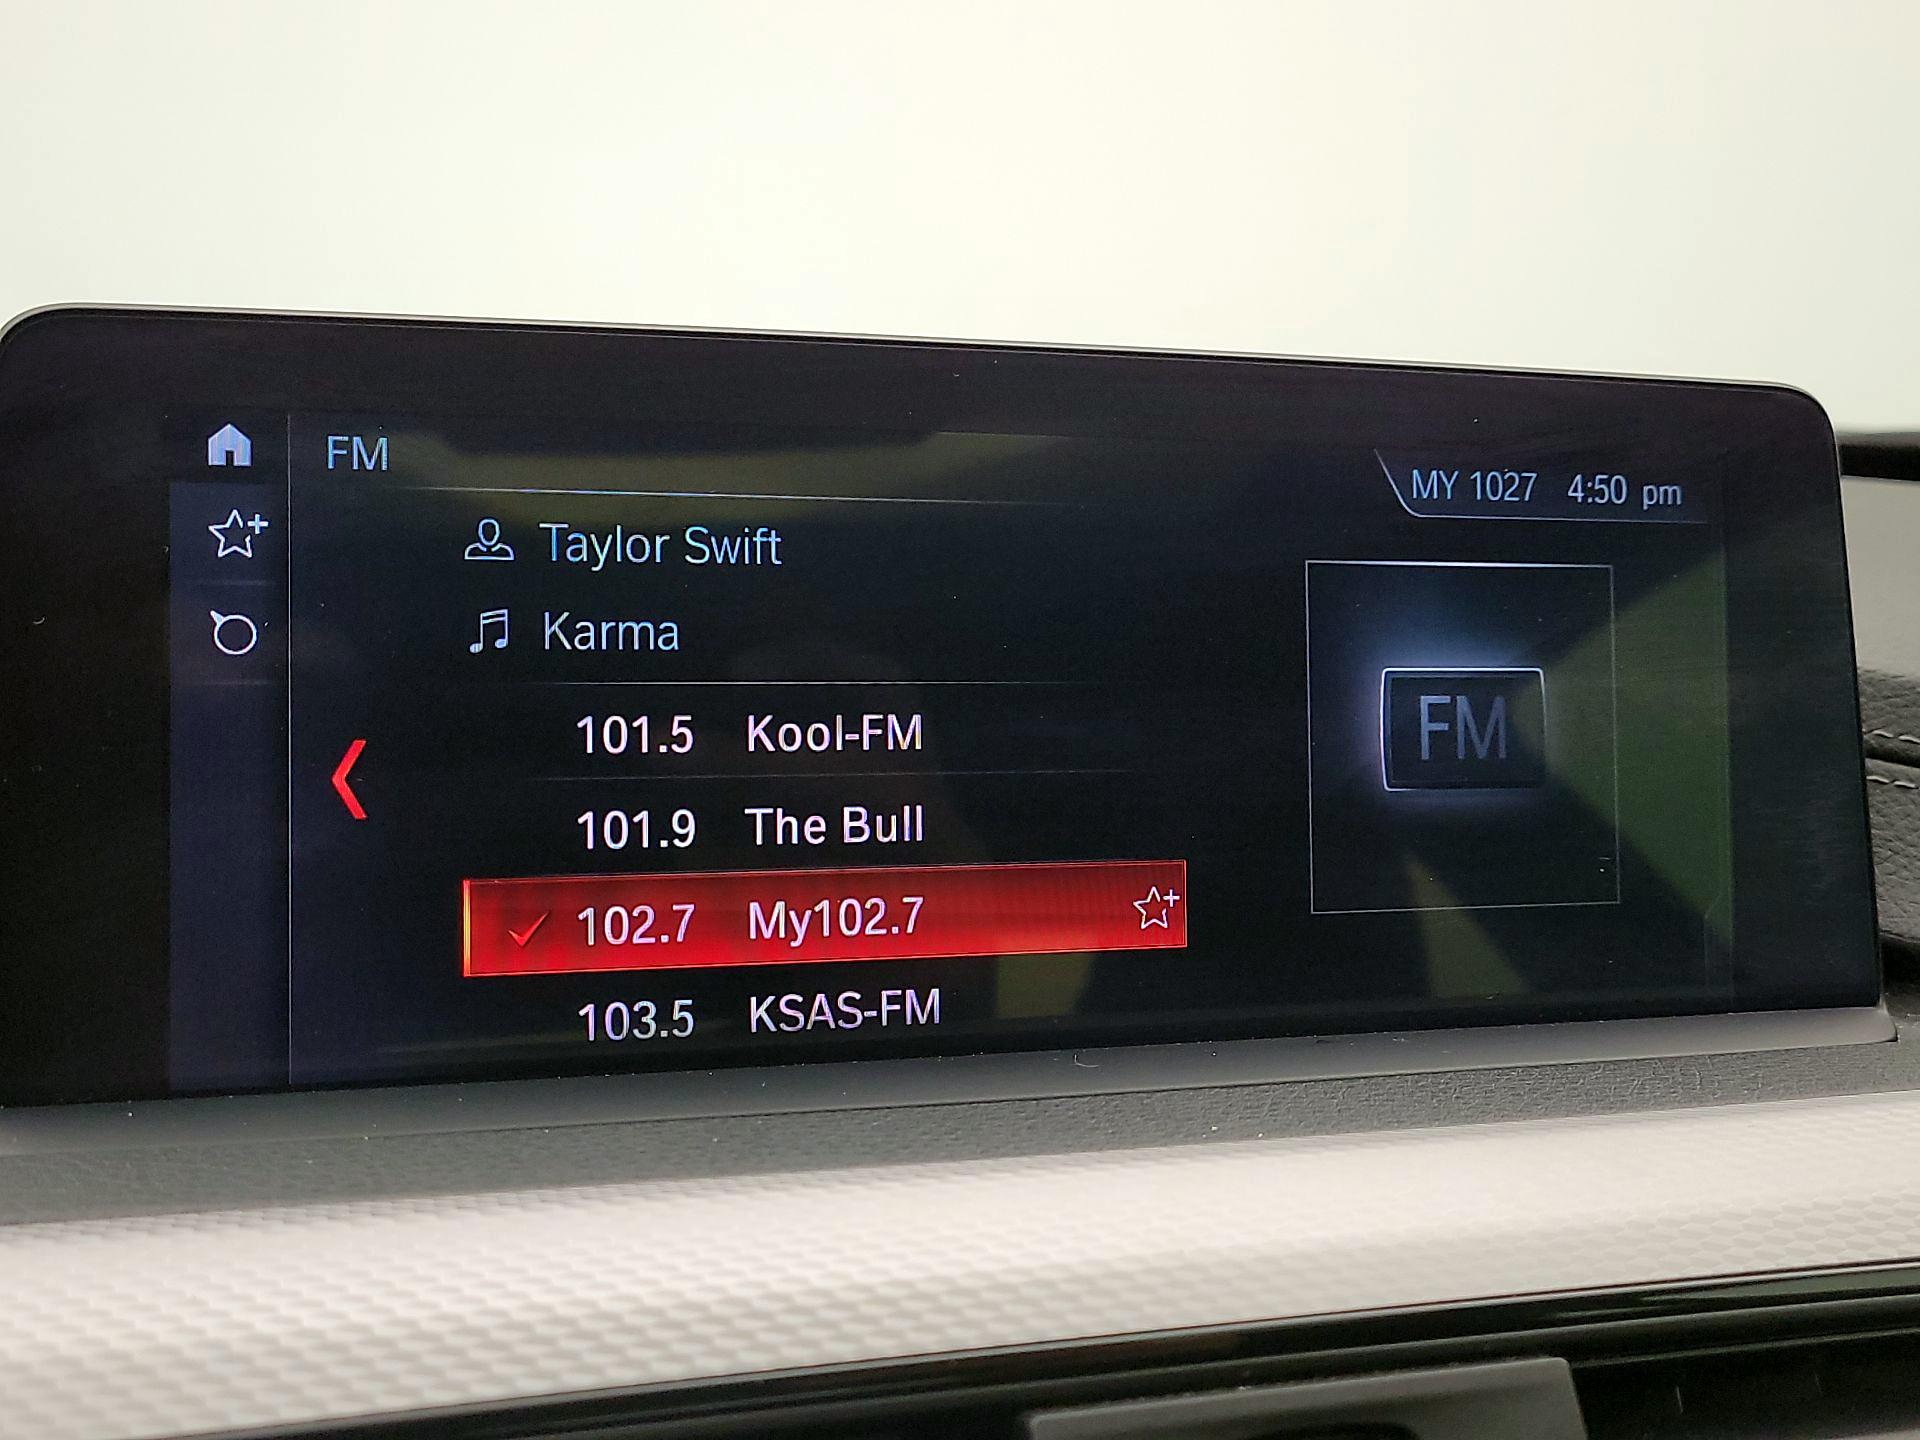 FM
MY 1027 4:50 pm
Taylor Swift
Karma
101.5 Kool-FM
101.9 The Bull
102.7 My102.7
103.5 KSAS-FM
FM